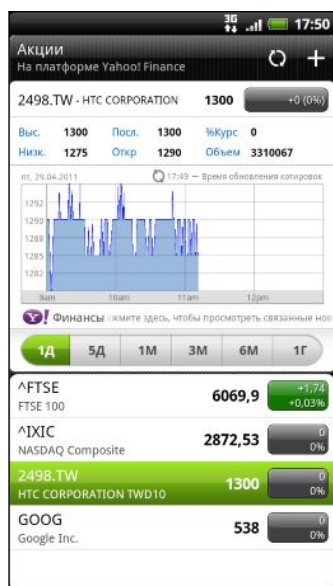 3G 17:50
Акции
На платформе Yahoo! Finance
2498.TW - HTC CORPORATION 1300 +0 (0%)
Выс. 1300 Посл. 1300 %Курс 0
Низк. 1275 Откр 1290 Объем 3310067
пт, 29.04.2011 17:49 — Время обновления котировок
1292
1290
1288
1285
1282
9am 10am 11am 12pm
Y! Финансы жмите здесь, чтобы просмотреть связанные нов
1Д 5Д 1М 3М 6М 1Г
^FTSE 6069,9 +1,74
FTSE 100 +0,03%
^IXIC 2872,53 0
NASDAQ Composite 0%
2498.TW 1300 0
HTC CORPORATION TWD10 0%
GOOG 538 0
Google Inc. 0%